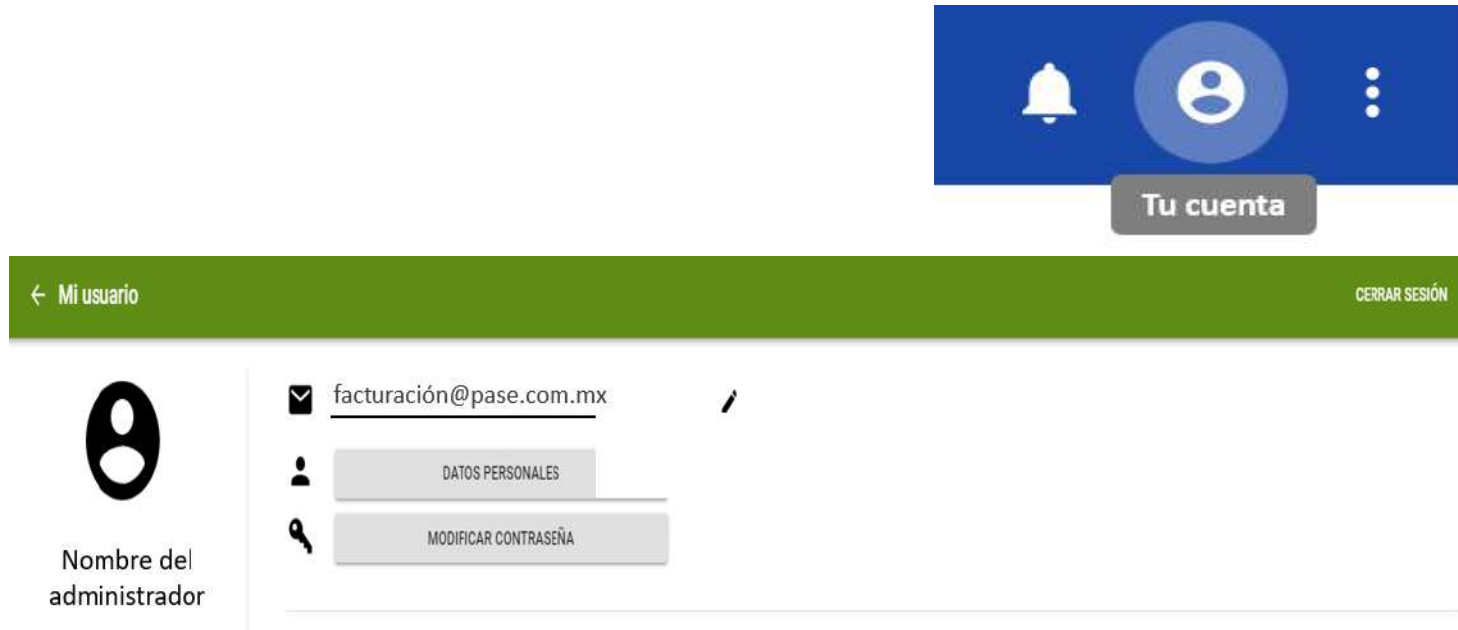 Tu cuenta
Mi usuario
CERRAR SESIÓN
facturación@pase.com.mx
DATOS PERSONALES
MODIFICAR CONTRASEÑA
Nombre del
administrador